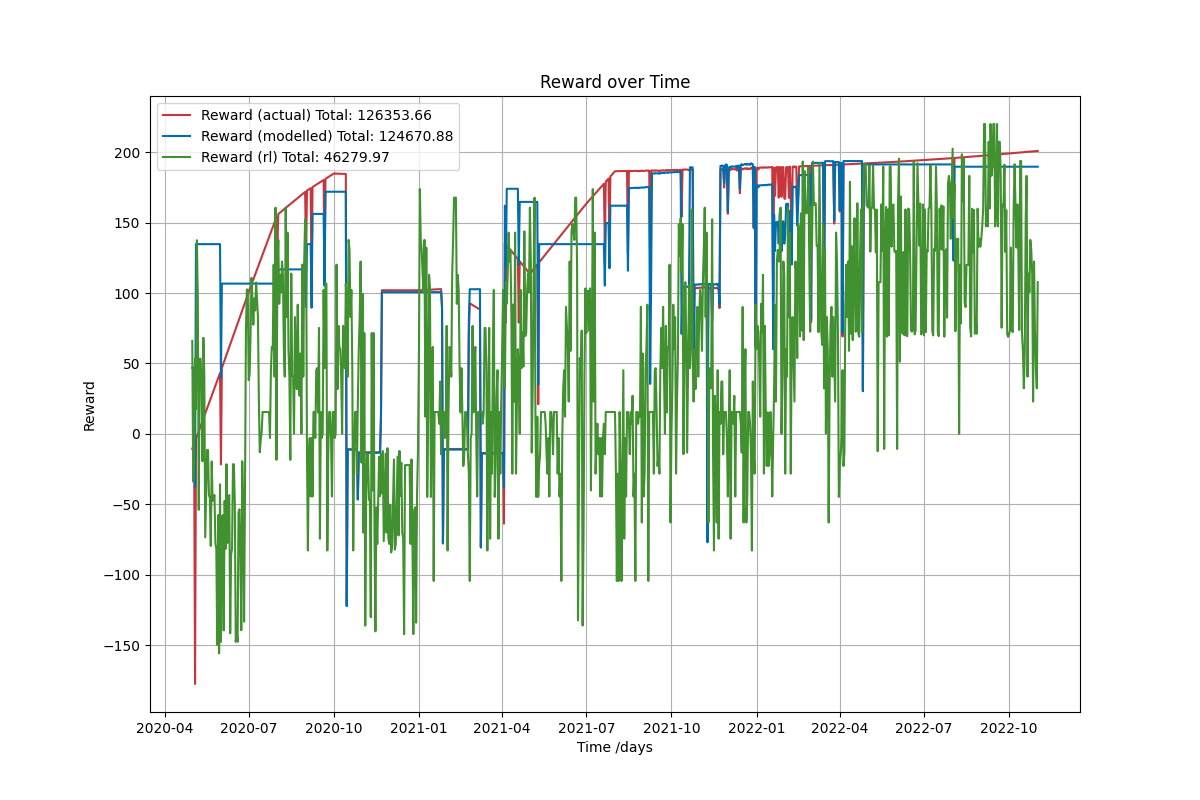 Reward over Time
Reward (actual) Total: 126353.66
Reward (modelled) Total: 124670.88
Reward (rl) Total: 46279.97
200
150
100
50
0
−50
−100
−150
Reward
2020-04 2020-07 2020-10 2021-01 2021-04 2021-07 2021-10 2022-01 2022-04 2022-07 2022-10
Time /days